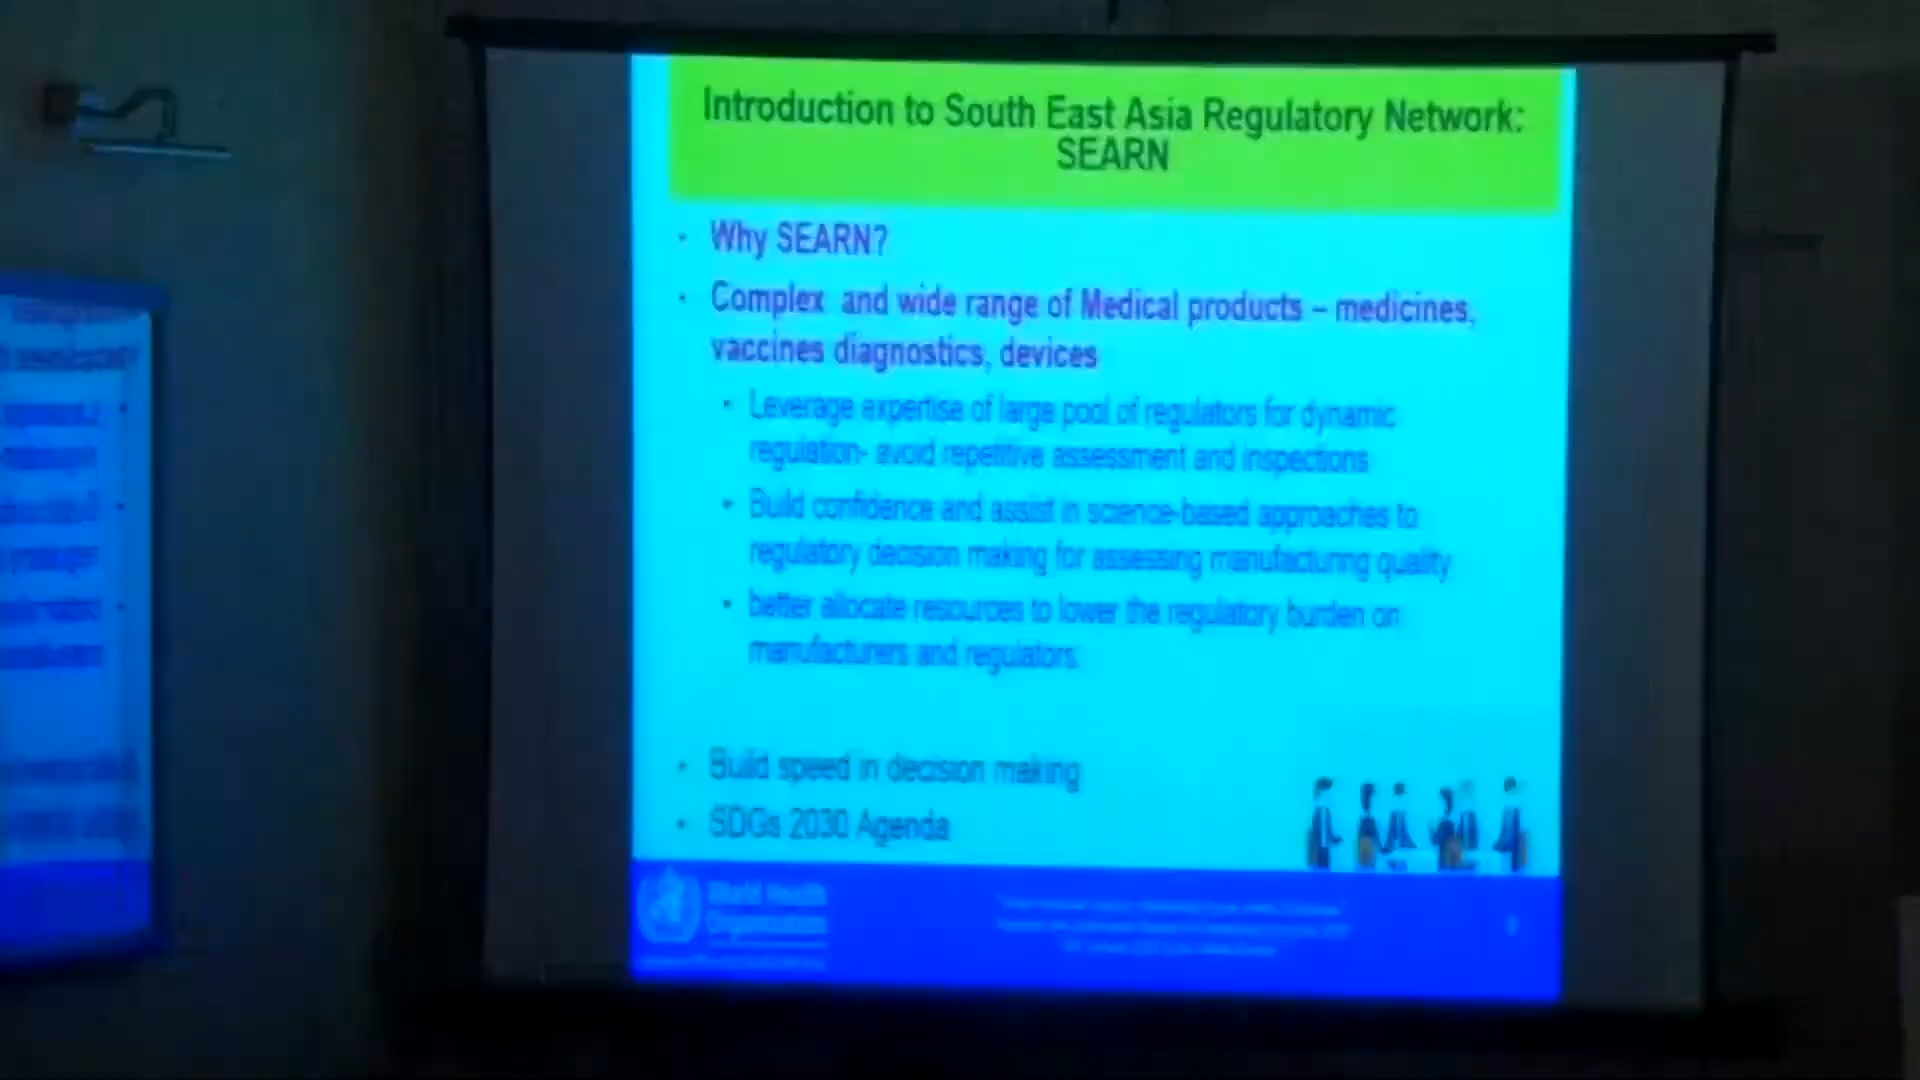 Introduction to South East Asia Regulatory Network:
SEARN
Why SEARN?
Complex and wide range of Medical products – medicines,
vaccines diagnostics, devices
Leverage expertise of large pool of regulators for dynamic
regulation- avoid repetitive assessment and inspections
Build confidence and assist in science-based approaches to
regulatory decision making for assessing manufacturing quality
better allocate resources to lower the regulatory burden on
manufacturers and regulators.
Build speed in decision making
SDGs 2030 Agenda
World Health
Organization